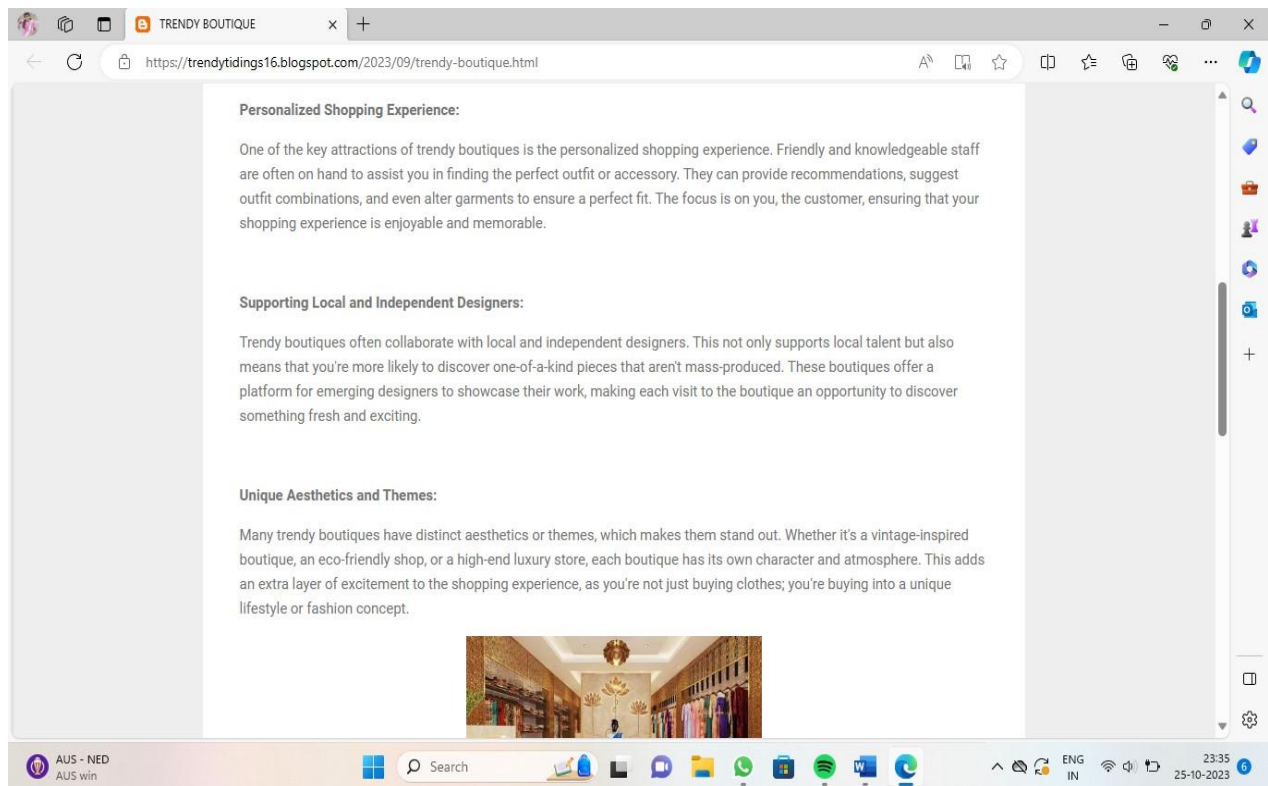 TRENDY BOUTIQUE
https://trendytidings16.blogspot.com/2023/09/trendy-boutique.html
Personalized Shopping Experience:
One of the key attractions of trendy boutiques is the personalized shopping experience. Friendly and knowledgeable staff
are often on hand to assist you in finding the perfect outfit or accessory. They can provide recommendations, suggest
outfit combinations, and even alter garments to ensure a perfect fit. The focus is on you, the customer, ensuring that your
shopping experience is enjoyable and memorable.
Supporting Local and Independent Designers:
Trendy boutiques often collaborate with local and independent designers. This not only supports local talent but also
means that you're more likely to discover one-of-a-kind pieces that aren't mass-produced. These boutiques offer a
platform for emerging designers to showcase their work, making each visit to the boutique an opportunity to discover
something fresh and exciting.
Unique Aesthetics and Themes:
Many trendy boutiques have distinct aesthetics or themes, which makes them stand out. Whether it's a vintage-inspired
boutique, an eco-friendly shop, or a high-end luxury store, each boutique has its own character and atmosphere. This adds
an extra layer of excitement to the shopping experience, as you're not just buying clothes; you're buying into a unique
lifestyle or fashion concept.
AUS - NED
AUS win
Search
ENG
IN
23:35
25-10-2023
6